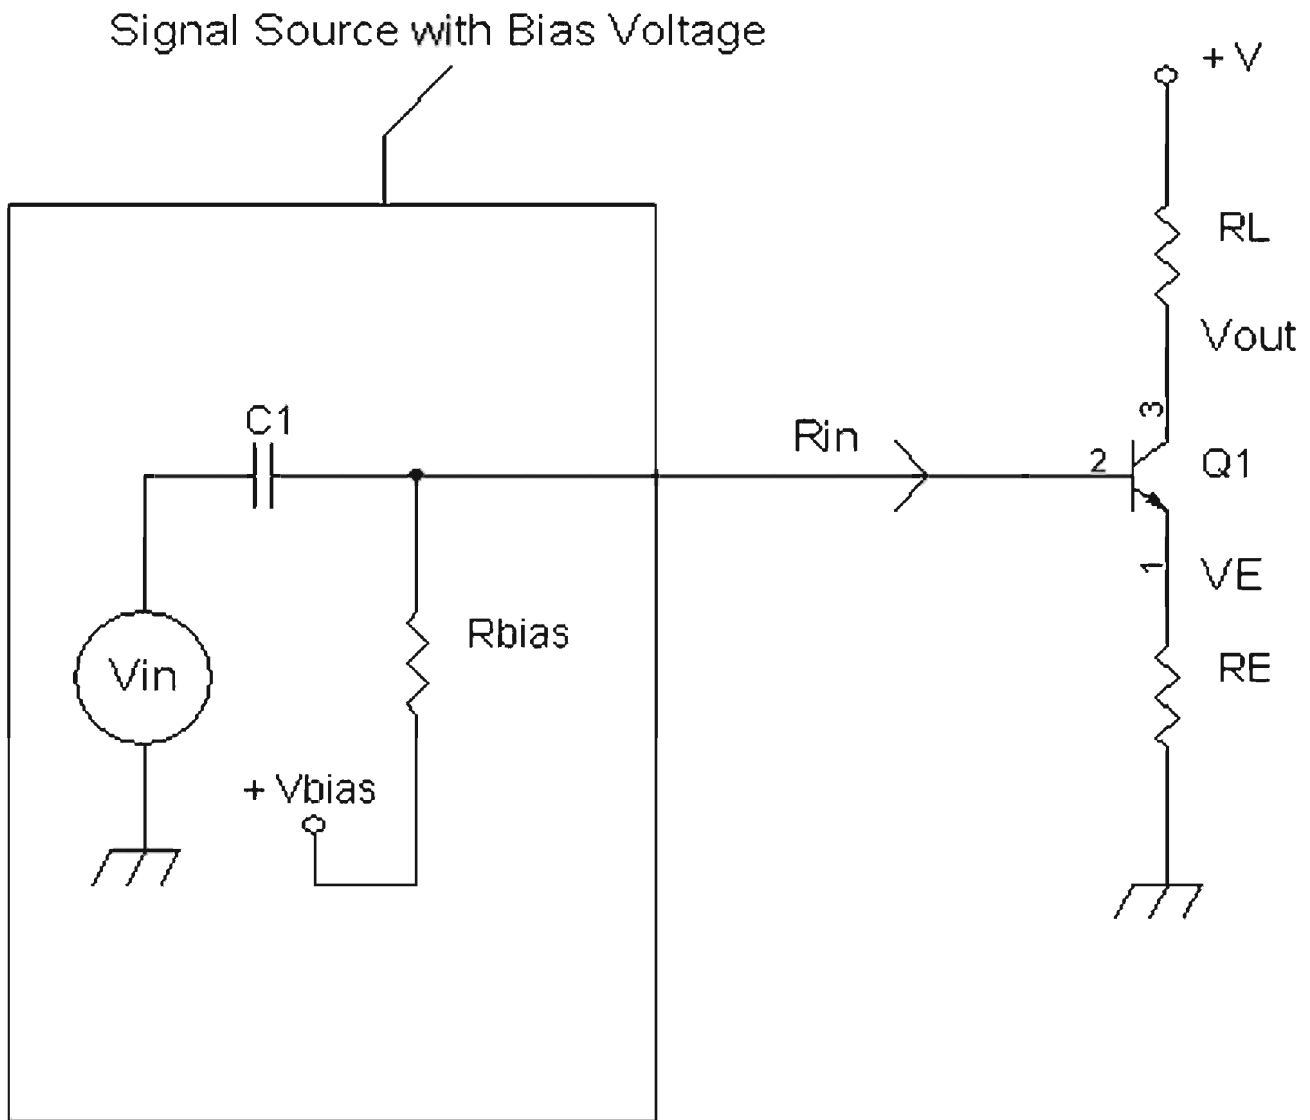 Signal Source with Bias Voltage
+ V
RL
Vout
C1
Rin
3
2
Q1
1
VE
Rbias
RE
Vin
+ Vbias